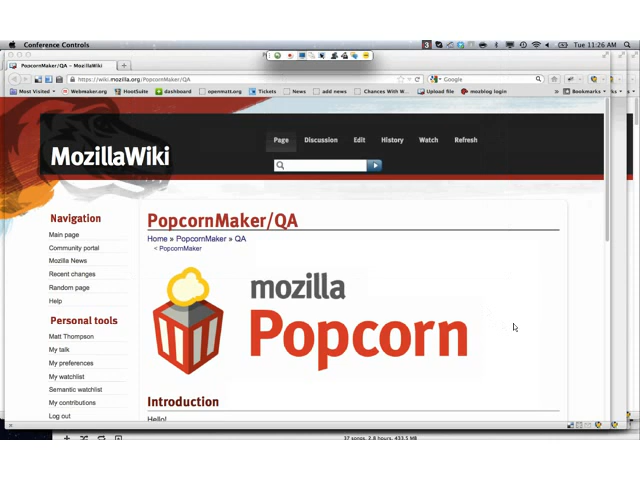 Conference Controls
3
Tue 11:26 AM
PopcornMaker/QA – MozillaWiki
https://wiki.mozilla.org/PopcornMaker/QA
Google
Most Visited
Webmaker.org
HootSuite
dashboard
openmatt.org
Tickets
News
add news
Chances With W...
Upload file
mozblog login
»
Bookmarks
MozillaWiki
Page
Discussion
Edit
History
Watch
Refresh
Navigation
Main page
Community portal
Mozilla News
Recent changes
Random page
Help
Personal tools
Matt Thompson
My talk
My preferences
My watchlist
Semantic watchlist
My contributions
Log out
PopcornMaker/QA
Home » PopcornMaker » QA
< PopcornMaker
mozilla
Popcorn
Introduction
Hello!
37 songs, 2.8 hours, 433.5 MB